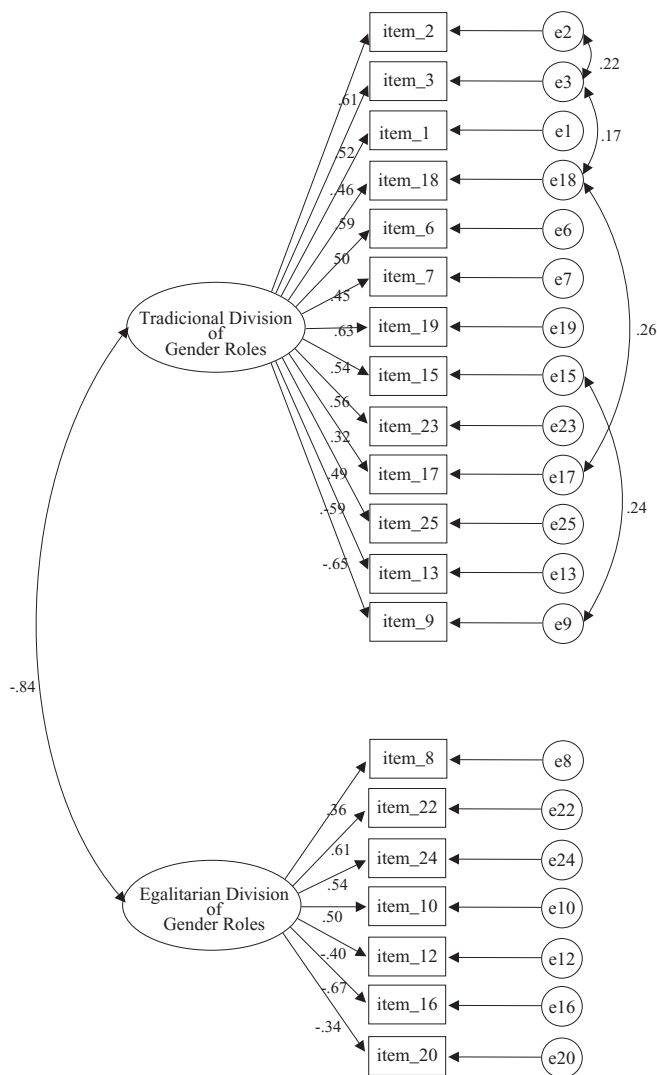 item_2
e2
.22
item_3
e3
.61
item_1
e1
.17
.52
item_18
e18
.46
item_6
e6
.59
.50
item_7
e7
.45
Tradicional Division
of
Gender Roles
.63
item_19
e19
.26
.54
item_15
e15
.56
item_23
e23
.32
item_17
e17
.49
.-59
item_25
e25
.24
-.65
item_13
e13
item_9
e9
-.84
item_8
e8
.36
item_22
e22
.61
item_24
e24
.54
Egalitarian Division
of
Gender Roles
.50
item_10
e10
-.40
item_12
e12
-.67
item_16
e16
-.34
item_20
e20